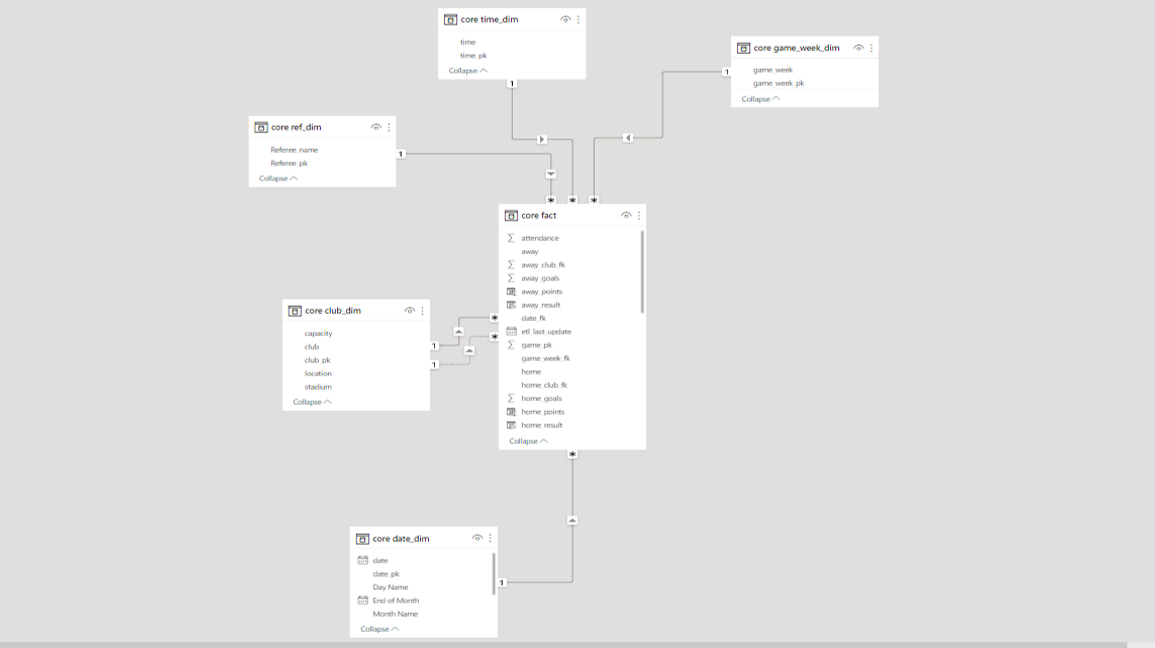 core time_dim
time
time_pk
Collapse
1
core game_week_dim
game_week
game_week_pk
Collapse
1
core ref_dim
Referee_name
Referee_pk
Collapse
1
*
*
*
core fact
attendance
away
away_club_fk
away_goals
away_points
away_result
date_fk
etl_last_update
game_pk
game_week_fk
home
home_club_fk
home_goals
home_points
home_result
Collapse
core club_dim
capacity
club
club_pk
location
stadium
Collapse
1
1
*
*
*
core date_dim
date
date_pk
Day Name
End of Month
Month Name
Collapse
1